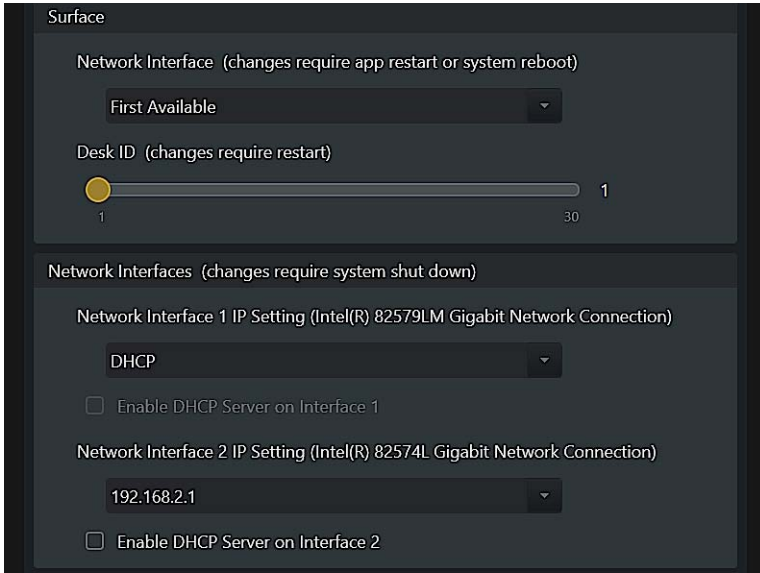 Surface
Network Interface (changes require app restart or system reboot)
First Available
Desk ID (changes require restart)
1
1
30
Network Interfaces (changes require system shut down)
Network Interface 1 IP Setting (Intel(R) 82579LM Gigabit Network Connection)
DHCP
Enable DHCP Server on Interface 1
Network Interface 2 IP Setting (Intel(R) 82574L Gigabit Network Connection)
192.168.2.1
Enable DHCP Server on Interface 2